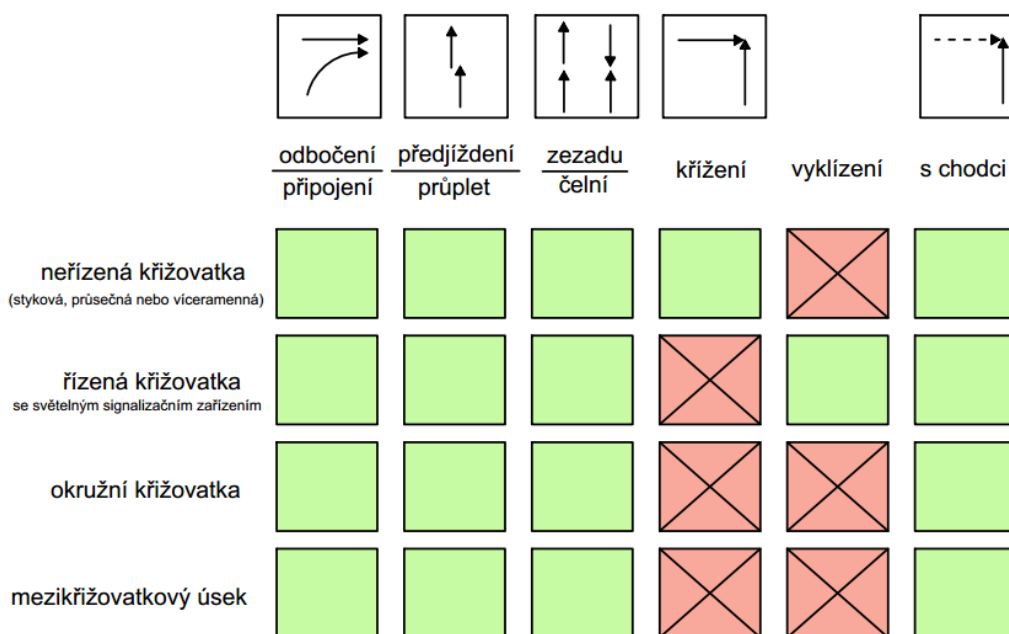 odbočení
připojení
předjíždení
průplet
zezadu
čelní
křížení
vyklízení
s chodci
neřízená křižovatka
(styková, průsečná nebo víceramenná)
řízená křižovatka
se světelným signalizačním zařízením
okružní křižovatka
mezikřižovatkový úsek